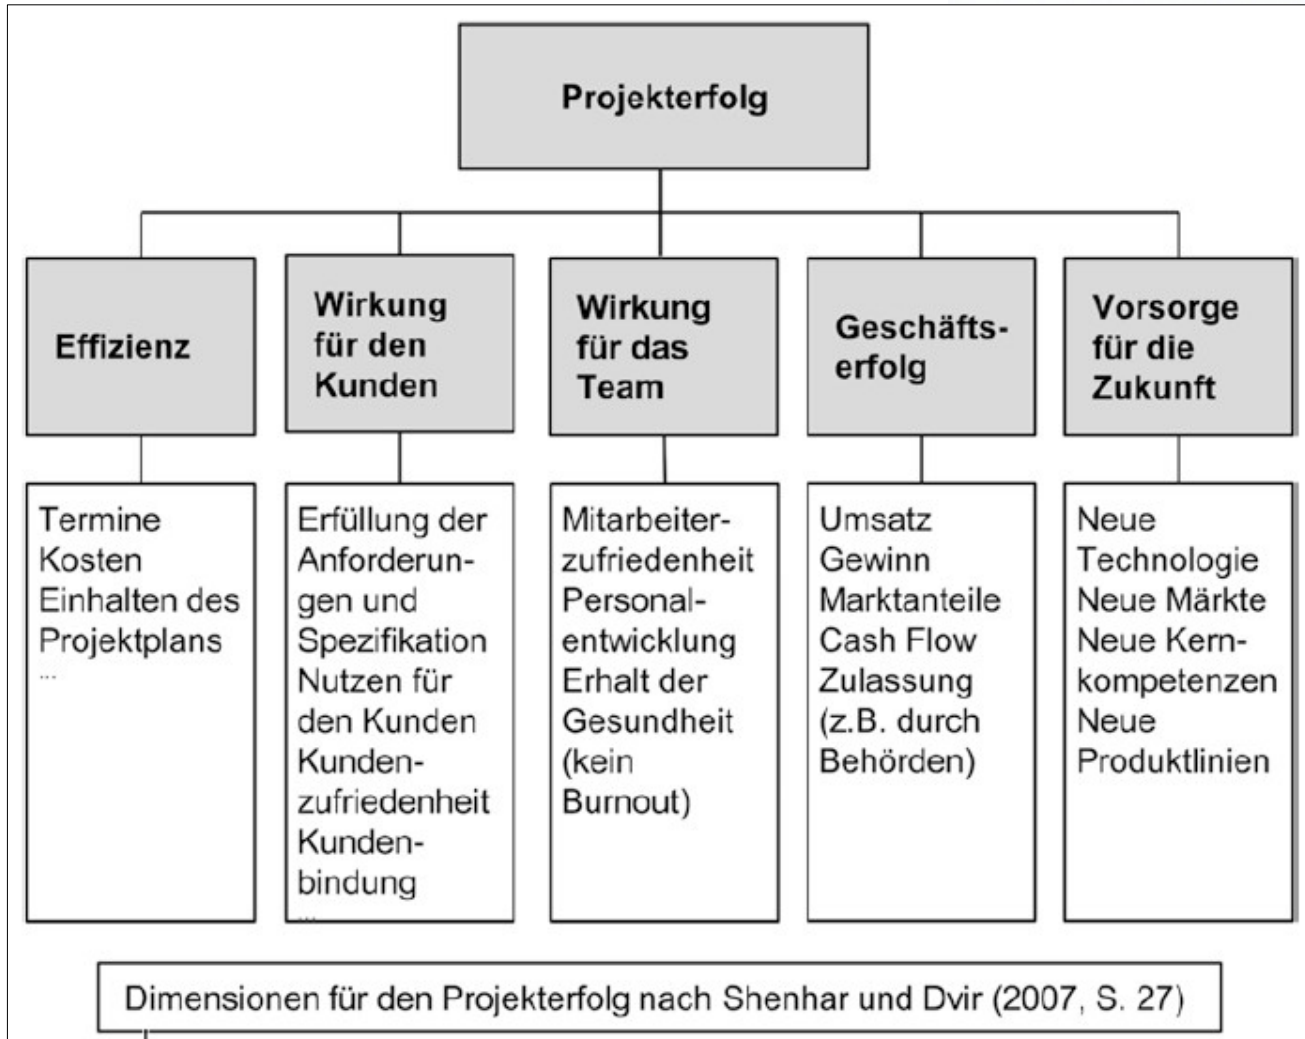 Projekterfolg
Effizienz
Wirkung
für den
Kunden
Wirkung
für das
Team
Geschäfts-
erfolg
Vorsorge
für die
Zukunft
Termine
Kosten
Einhalten des
Projektplans
...
Erfüllung der
Anforderun-
gen und
Spezifikation
Nutzen für
den Kunden
Kunden-
zufriedenheit
Kunden-
bindung
...
Mitarbeiter-
zufriedenheit
Personal-
entwicklung
Erhalt der
Gesundheit
(kein
Burnout)
Umsatz
Gewinn
Marktanteile
Cash Flow
Zulassung
(z.B. durch
Behörden)
Neue
Technologie
Neue Märkte
Neue Kern-
kompetenzen
Neue
Produktlinien
Dimensionen für den Projekterfolg nach Shenhar und Dvir (2007, S. 27)